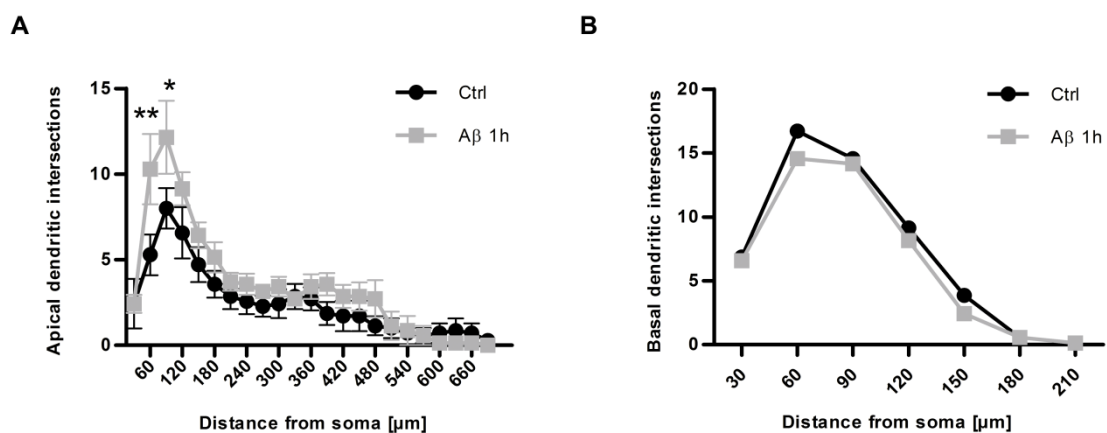 A
B
Apical dendritic intersections
15
10
5
0
** *
Ctrl
Aβ 1h
60 120 180 240 300 360 420 480 540 600 660
Distance from soma [µm]
Basal dendritic intersections
20
15
10
5
0
Ctrl
Aβ 1h
30 60 90 120 150 180 210
Distance from soma [µm]